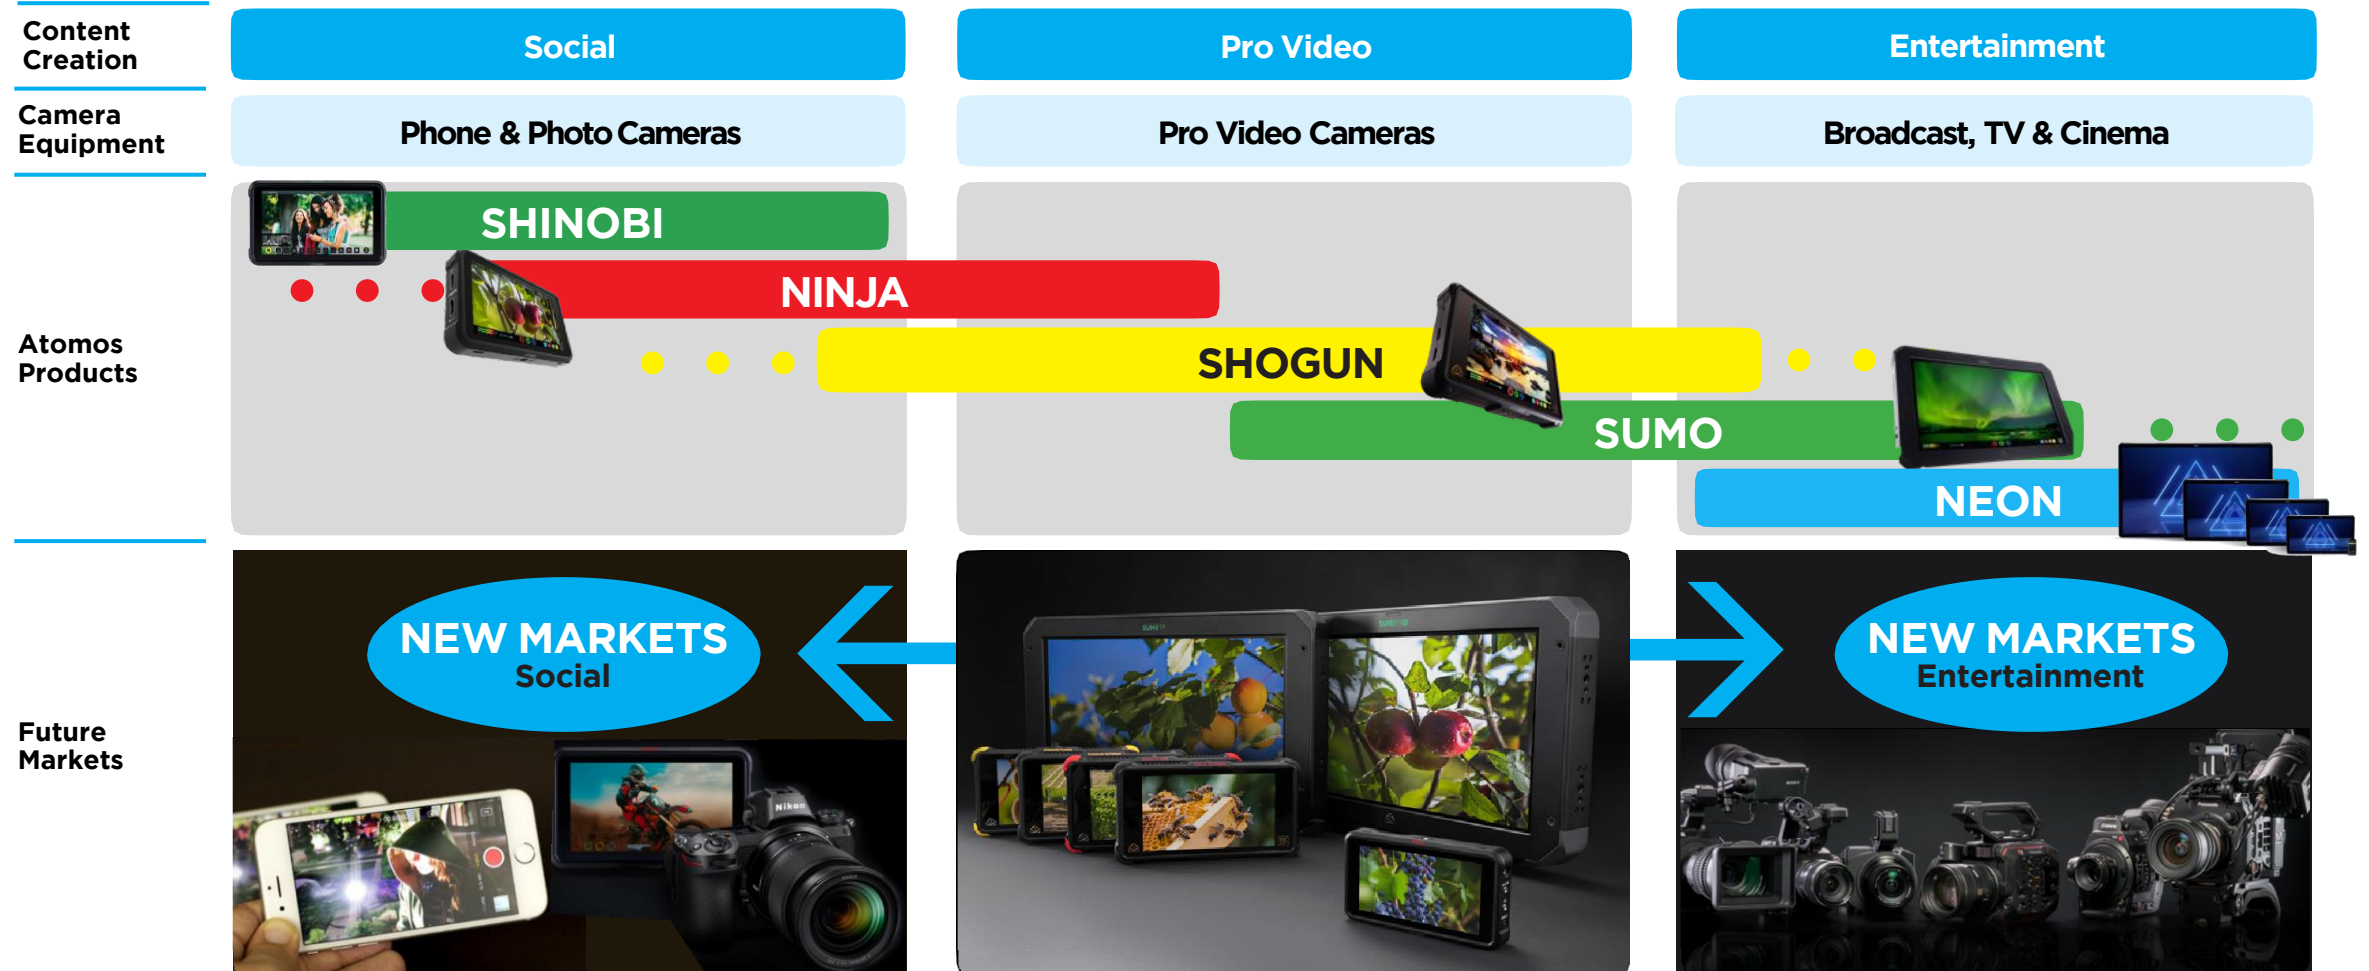 Content
Creation
Social
Pro Video
Entertainment
Camera
Equipment
Phone & Photo Cameras
Pro Video Cameras
Broadcast, TV & Cinema
Atomos
Products
SHINOBI
NINJA
SHOGUN
SUMO
NEON
Future
Markets
NEW MARKETS
Social
NEW MARKETS
Entertainment
Nikon